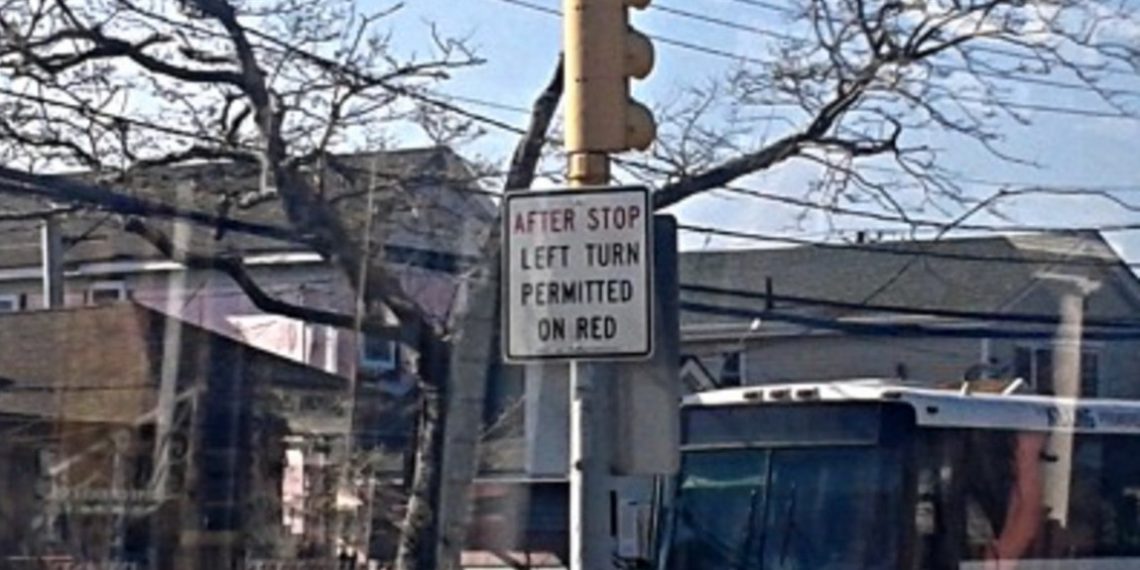 AFTER STOP
LEFT TURN
PERMITTED
ON RED